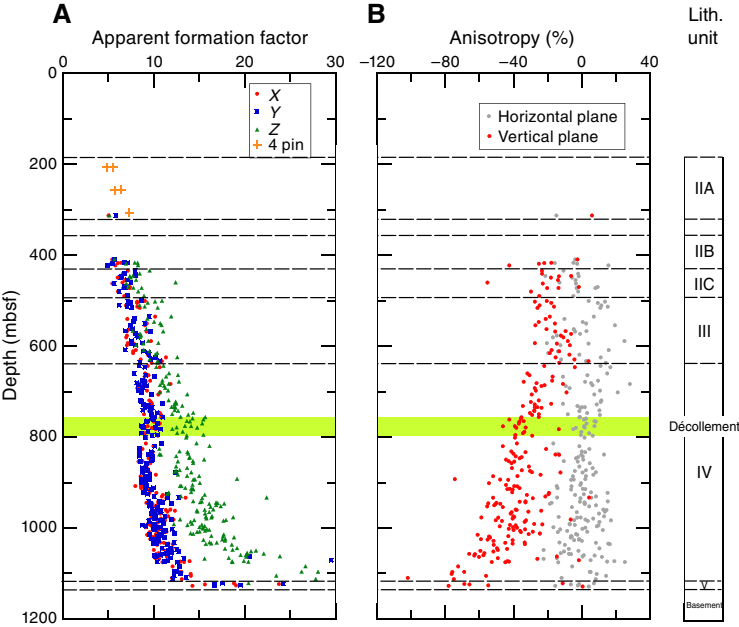 A
B
Lith.
unit
Apparent formation factor
Anisotropy (%)
0 10 20 30
−120 −80 −40 0 40
0
200
400
600
800
1000
1200
Depth (mbsf)
X
Y
Z
4 pin
Horizontal plane
Vertical plane
IIA
IIB
IIC
III
Décollement
IV
V
Basement